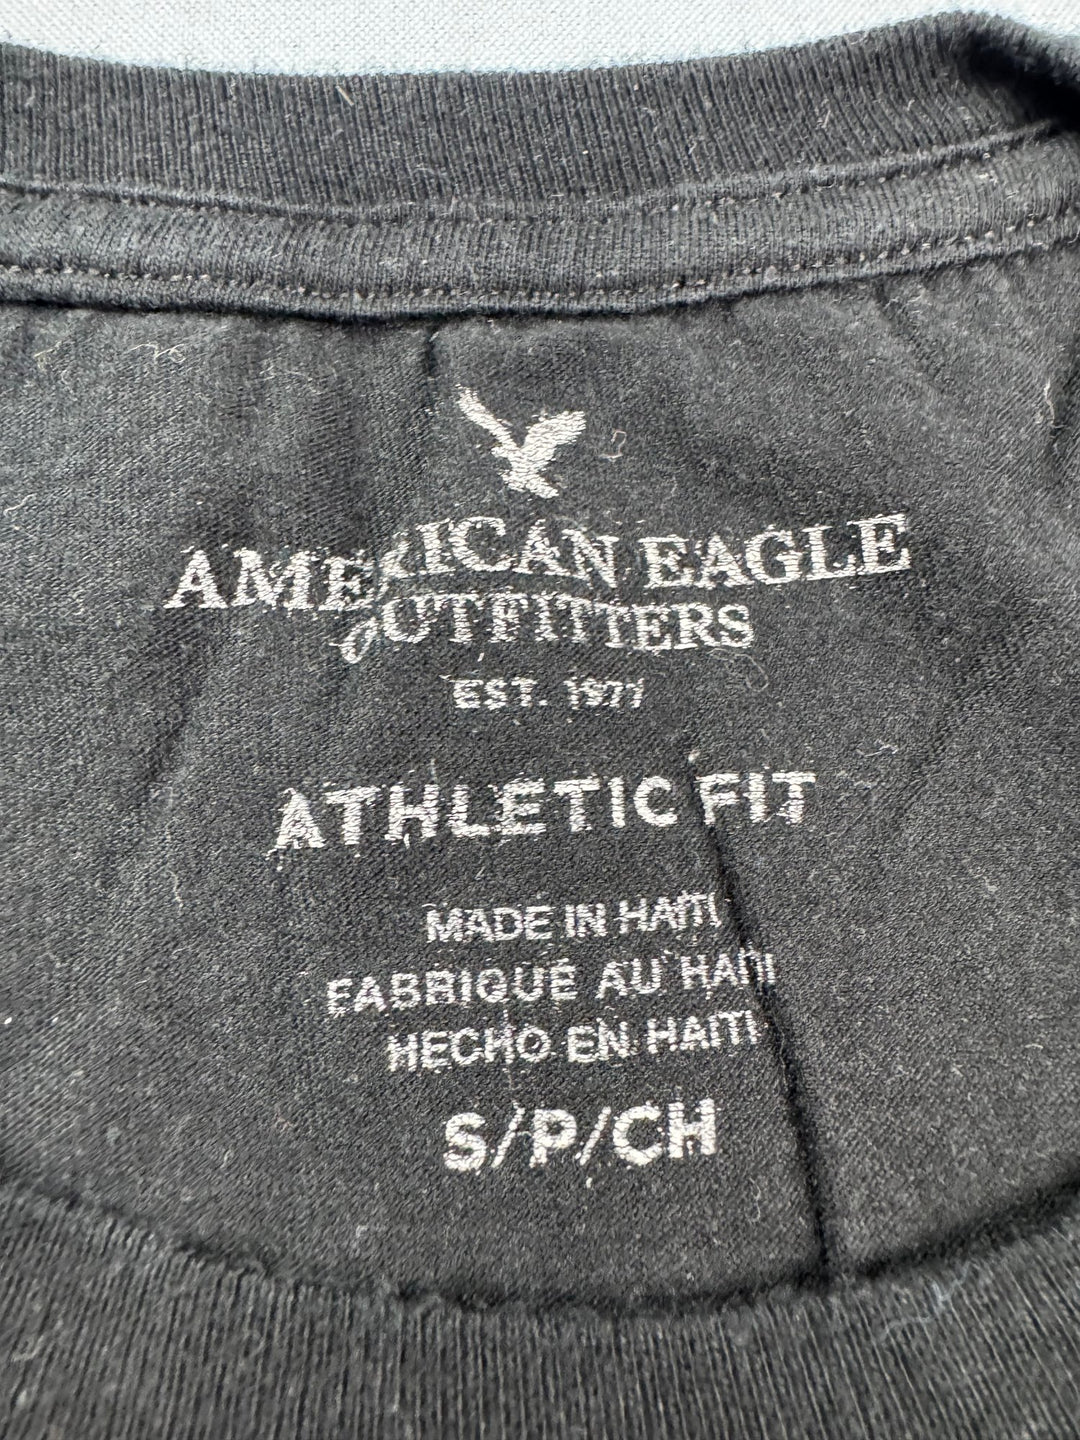 AMERICAN EAGLE
OUTFITTERS
EST. 1977
ATHLETIC FIT
MADE IN HAITI
FABRIQUÉ AU HAITI
HECHO EN HAITI
S/P/CH